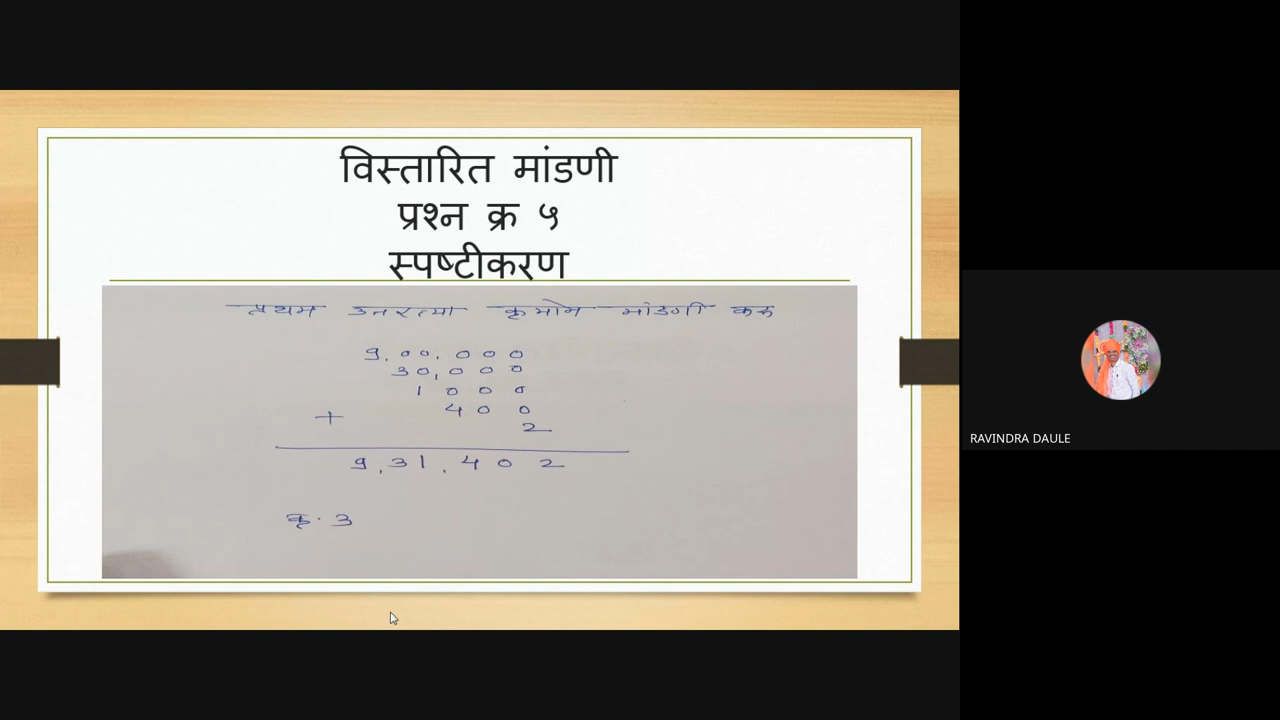 विस्तारित मांडणी
प्रश्न क्र ५
स्पष्टीकरण
प्रथम उतरत्या क्रमाने मांडणी करु
9,00,000
30,000
1000
400
+ 2
9,31,402
क्र. 3
RAVINDRA DAULE